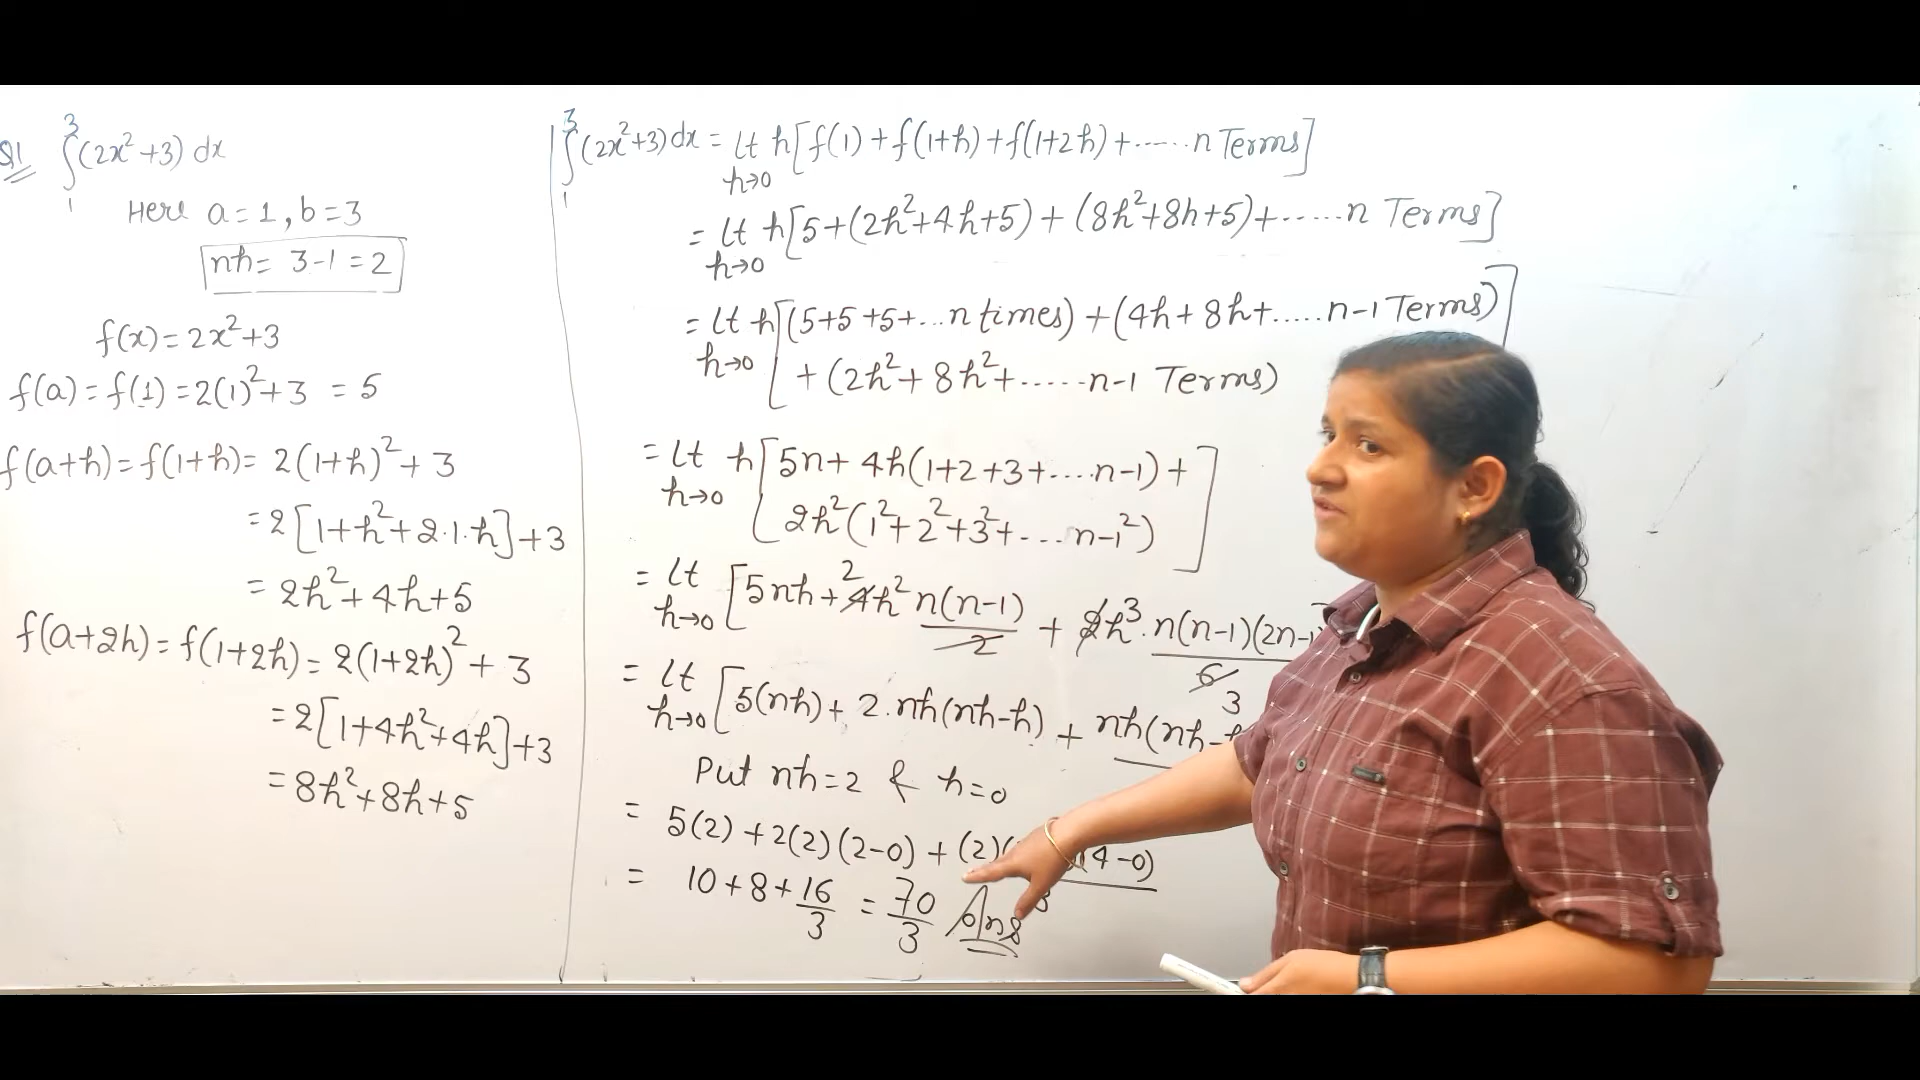 Q1 ∫₁³ (2x²+3) dx
Here a=1, b=3
nh= 3-1 = 2
f(x) = 2x²+3
f(a) = f(1) = 2(1)²+3 = 5
f(a+h) = f(1+h) = 2(1+h)²+3
= 2[1+h²+2·1·h]+3
= 2h²+4h+5
f(a+2h) = f(1+2h) = 2(1+2h)²+3
= 2[1+4h²+4h]+3
= 8h²+8h+5
∫₁³ (2x²+3) dx = lt h→0 h[f(1)+f(1+h)+f(1+2h)+......n Terms]
= lt h→0 h[5+(2h²+4h+5)+(8h²+8h+5)+......n Terms]
= lt h→0 h[(5+5+5+...n times)+(4h+8h+.....n-1 Terms)
+(2h²+8h²+......n-1 Terms)]
= lt h→0 h[5n+4h(1+2+3+....n-1)+
2h²(1²+2²+3²+....n-1²)]
= lt h→0 [5nh+4h² n(n-1)/2 2 + 2h³·n(n-1)(2n-1)/6 3
= lt h→0 [5(nh)+2·nh(nh-h)+nh(nh-
Put nh=2 & h=0
= 5(2)+2(2)(2-0)+(2)( (4-0)/3
= 10+8+16/3 = 70/3 Ans